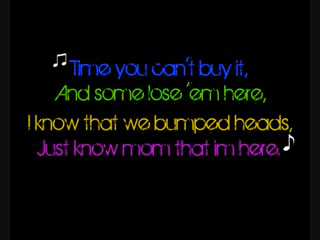 ♫Time you can't buy it,
And some lose 'em here,
I know that we bumped heads,
Just know mom that im here.♪